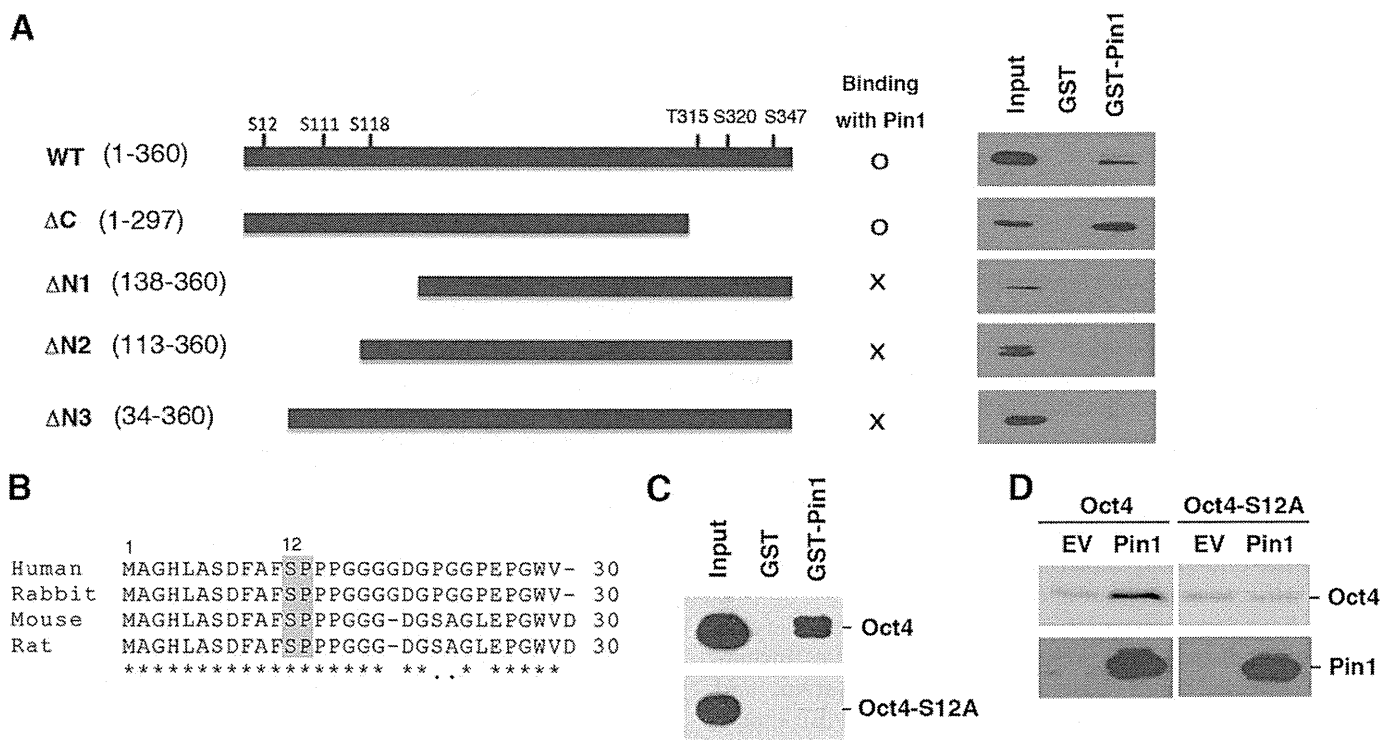 A
Input
GST
GST-Pin1
Binding
with Pin1
S12 S111 S118 T315 S320 S347
WT (1-360) O
ΔC (1-297) O
ΔN1 (138-360) X
ΔN2 (113-360) X
ΔN3 (34-360) X
B
1 12
Human MAGHLASDFAFSPPPGGGGDGPGGPEPGWV- 30
Rabbit MAGHLASDFAFSPPPGGGGDGPGGPEPGWV- 30
Mouse MAGHLASDFAFSPPPGGG-DGSAGLEPGWVD 30
Rat MAGHLASDFAFSPPPGGG-DGSAGLEPGWVD 30
****************** **..* *****
C
Input
GST
GST-Pin1
Oct4
Oct4-S12A
D
Oct4 Oct4-S12A
EV Pin1 EV Pin1
Oct4
Pin1